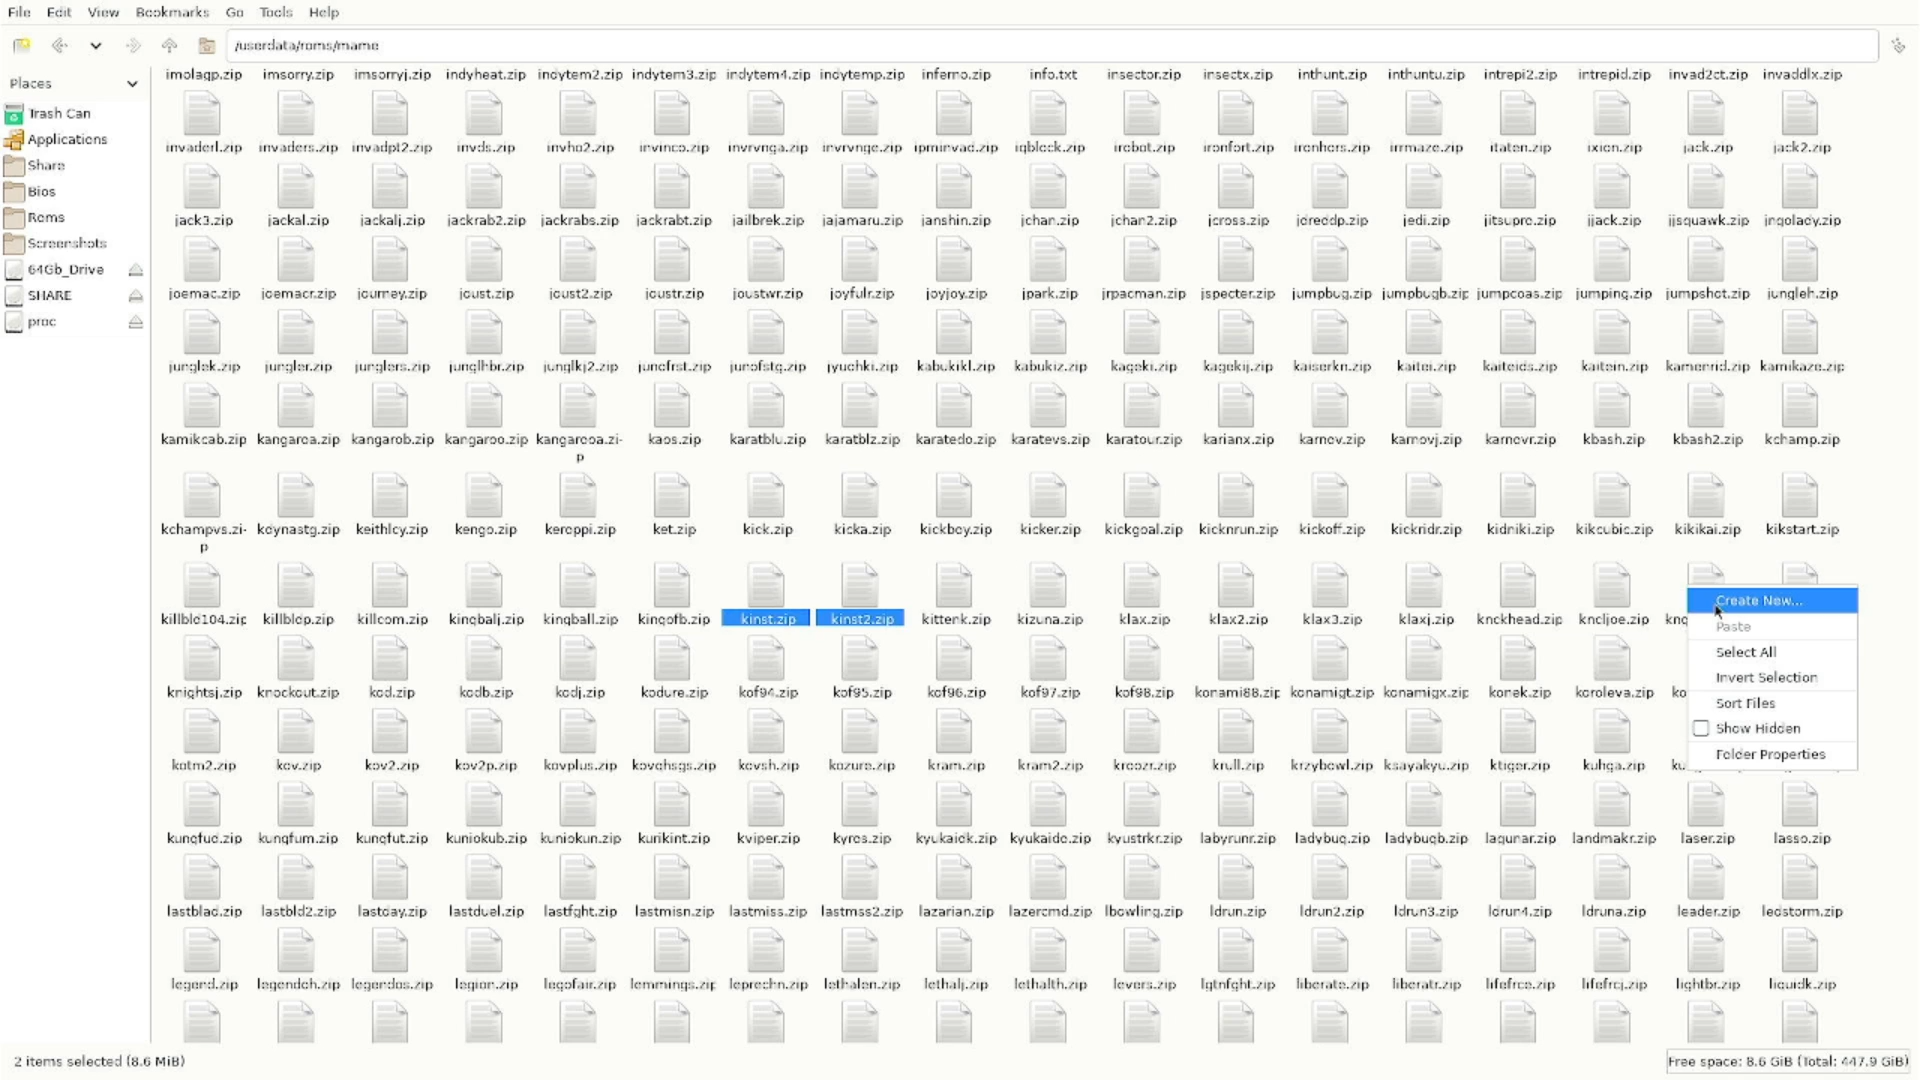 File Edit View Bookmarks Go Tools Help
/userdata/roms/mame
Places
Trash Can
Applications
Share
Bios
Roms
Screenshots
64Gb_Drive
SHARE
proc
imolagp.zip imsorry.zip imsorryj.zip indyheat.zip indytem2.zip indytem3.zip indytem4.zip indytemp.zip inferno.zip info.txt insector.zip insectx.zip inthunt.zip inthuntu.zip intrepi2.zip intrepid.zip invad2ct.zip invaddlx.zip
invaderl.zip invaders.zip invadpt2.zip invds.zip invho2.zip invinco.zip invrvnga.zip invrvnge.zip ipminvad.zip iqblock.zip irobot.zip ironfort.zip ironhors.zip irrmaze.zip itaten.zip ixion.zip jack.zip jack2.zip
jack3.zip jackal.zip jackalj.zip jackrab2.zip jackrabs.zip jackrabt.zip jailbrek.zip jajamaru.zip janshin.zip jchan.zip jchan2.zip jcross.zip jdreddp.zip jedi.zip jitsupro.zip jjack.zip jjsquawk.zip jngolady.zip
joemac.zip joemacr.zip journey.zip joust.zip joust2.zip joustr.zip joustwr.zip joyfulr.zip joyjoy.zip jpark.zip jrpacman.zip jspecter.zip jumpbug.zip jumpbugb.zip jumpcoas.zip jumping.zip jumpshot.zip jungleh.zip
junglek.zip jungler.zip junglers.zip junglhbr.zip junglkj2.zip junofrst.zip junofstg.zip jyuohki.zip kabukikl.zip kabukiz.zip kageki.zip kagekij.zip kaiserkn.zip kaitei.zip kaiteids.zip kaitein.zip kamenrid.zip kamikaze.zip
kamikcab.zip kangaroa.zip kangarob.zip kangaroo.zip kangarooa.zi-
p
kaos.zip karatblu.zip karatblz.zip karatedo.zip karatevs.zip karatour.zip karianx.zip karnov.zip karnovj.zip karnovr.zip kbash.zip kbash2.zip kchamp.zip
kchampvs.zi-
p
kdynastg.zip keithlcy.zip kengo.zip keroppi.zip ket.zip kick.zip kicka.zip kickboy.zip kicker.zip kickgoal.zip kicknrun.zip kickoff.zip kickridr.zip kidniki.zip kikcubic.zip kikikai.zip kikstart.zip
killbld104.zip killbldp.zip killcom.zip kingbalj.zip kingball.zip kingofb.zip kinst.zip kinst2.zip kittenk.zip kizuna.zip klax.zip klax2.zip klax3.zip klaxj.zip knckhead.zip kncljoe.zip
Create New...
Paste
Select All
Invert Selection
Sort Files
Show Hidden
Folder Properties
knightsj.zip knockout.zip kod.zip kodb.zip kodj.zip kodure.zip kof94.zip kof95.zip kof96.zip kof97.zip kof98.zip konami88.zip konamigt.zip konamigx.zip konek.zip koroleva.zip
kotm2.zip kov.zip kov2.zip kov2p.zip kovplus.zip kovqhsgs.zip kovsh.zip kozure.zip kram.zip kram2.zip kroozr.zip krull.zip krzybowl.zip ksayakyu.zip ktiger.zip kuhga.zip
kungfud.zip kungfum.zip kungfut.zip kuniokub.zip kuniokun.zip kurikint.zip kviper.zip kyros.zip kyukaidk.zip kyukaido.zip kyustrkr.zip labyrunr.zip ladybug.zip ladybugb.zip lagunar.zip landmakr.zip laser.zip lasso.zip
lastblad.zip lastbld2.zip lastday.zip lastduel.zip lastfght.zip lastmisn.zip lastmiss.zip lastmss2.zip lazarian.zip lazercmd.zip lbowling.zip ldrun.zip ldrun2.zip ldrun3.zip ldrun4.zip ldruna.zip leader.zip ledstorm.zip
legend.zip legendoh.zip legendos.zip legion.zip legofair.zip lemmings.zip leprechn.zip lethalen.zip lethalj.zip lethalth.zip levers.zip lgtnfght.zip liberate.zip liberatr.zip lifefrce.zip lifefrcj.zip lightbr.zip liquidk.zip
2 items selected (8.6 MiB)
Free space: 8.6 GiB (Total: 447.9 GiB)